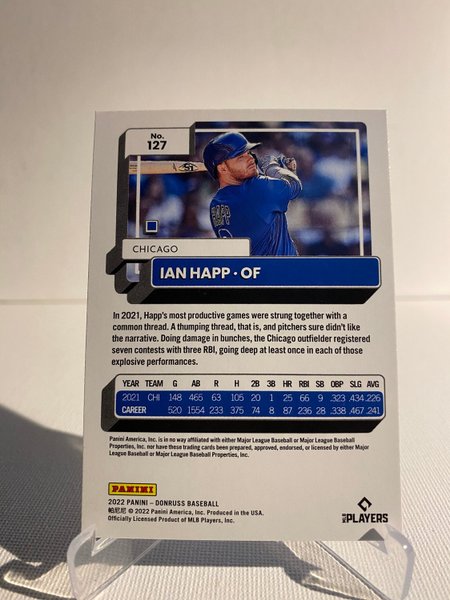 No.
127
HAPP
CHICAGO
IAN HAPP · OF
In 2021, Happ's most productive games were strung together with a
common thread. A thumping thread, that is, and pitchers sure didn't like
the narrative. Doing damage in bunches, the Chicago outfielder registered
seven contests with three RBI, going deep at least once in each of those
explosive performances.
YEAR TEAM G AB R H 2B 3B HR RBI SB OBP SLG AVG
2021 CHI 148 465 63 105 20 1 25 66 9 .323 .434 .226
CAREER 520 1554 233 375 74 8 87 236 28 .338 .467 .241
Panini America, Inc. is in no way affiliated with either Major League Baseball or Major League Baseball
Properties, Inc. nor have these trading cards been prepared, approved, endorsed, or licensed by either Major
League Baseball or Major League Baseball Properties, Inc.
PANINI
2022 PANINI – DONRUSS BASEBALL
帕尼尼 © 2022 Panini America, Inc. Produced in the USA.
Officially Licensed Product of MLB Players, Inc.
MLB PLAYERS